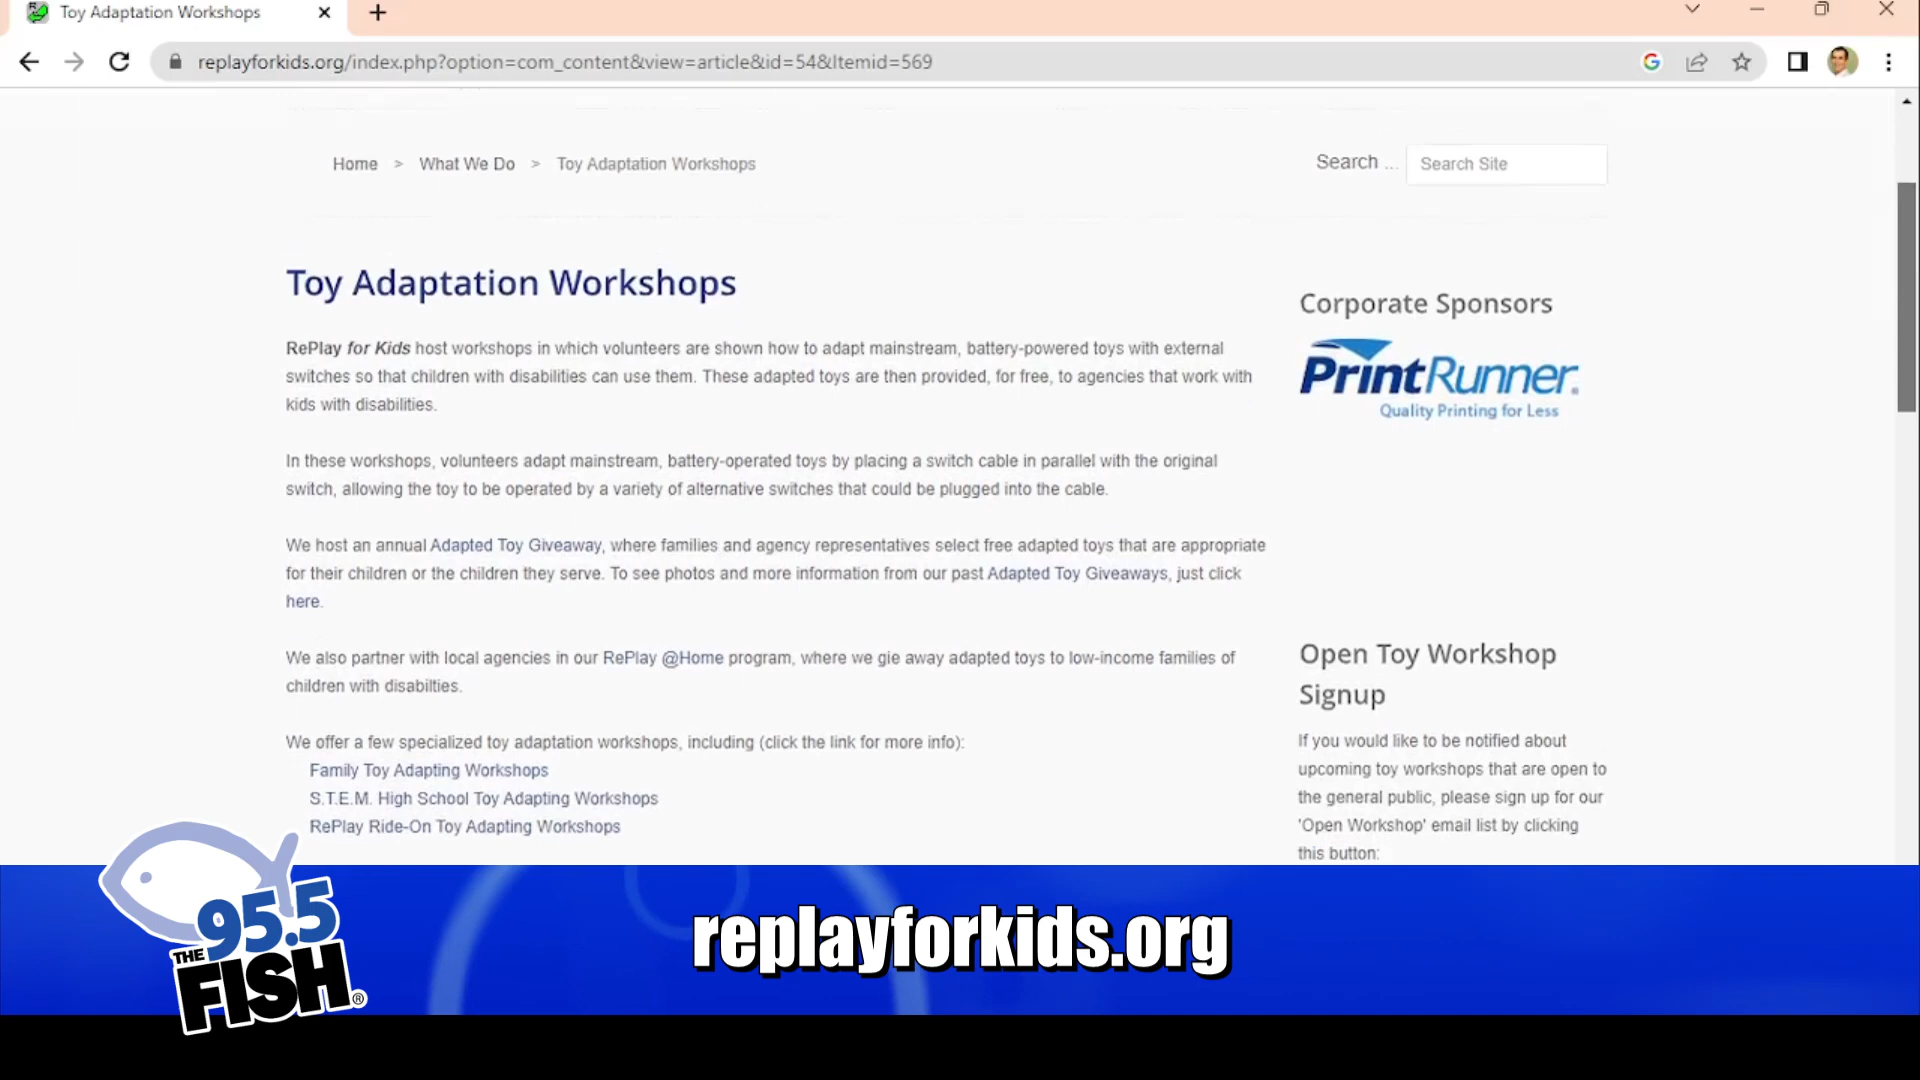 Toy Adaptation Workshops
replayforkids.org/index.php?option=com_content&view=article&id=54&Itemid=569
Home > What We Do > Toy Adaptation Workshops
Search ... Search Site
Toy Adaptation Workshops
RePlay for Kids host workshops in which volunteers are shown how to adapt mainstream, battery-powered toys with external
switches so that children with disabilities can use them. These adapted toys are then provided, for free, to agencies that work with
kids with disabilities.
In these workshops, volunteers adapt mainstream, battery-operated toys by placing a switch cable in parallel with the original
switch, allowing the toy to be operated by a variety of alternative switches that could be plugged into the cable.
We host an annual Adapted Toy Giveaway, where families and agency representatives select free adapted toys that are appropriate
for their children or the children they serve. To see photos and more information from our past Adapted Toy Giveaways, just click
here.
We also partner with local agencies in our RePlay @Home program, where we gie away adapted toys to low-income families of
children with disabilties.
We offer a few specialized toy adaptation workshops, including (click the link for more info):
Family Toy Adapting Workshops
S.T.E.M. High School Toy Adapting Workshops
RePlay Ride-On Toy Adapting Workshops
Corporate Sponsors
PrintRunner.
Quality Printing for Less
Open Toy Workshop
Signup
If you would like to be notified about
upcoming toy workshops that are open to
the general public, please sign up for our
'Open Workshop' email list by clicking
this button:
95.5
THE
FISH®
replayforkids.org